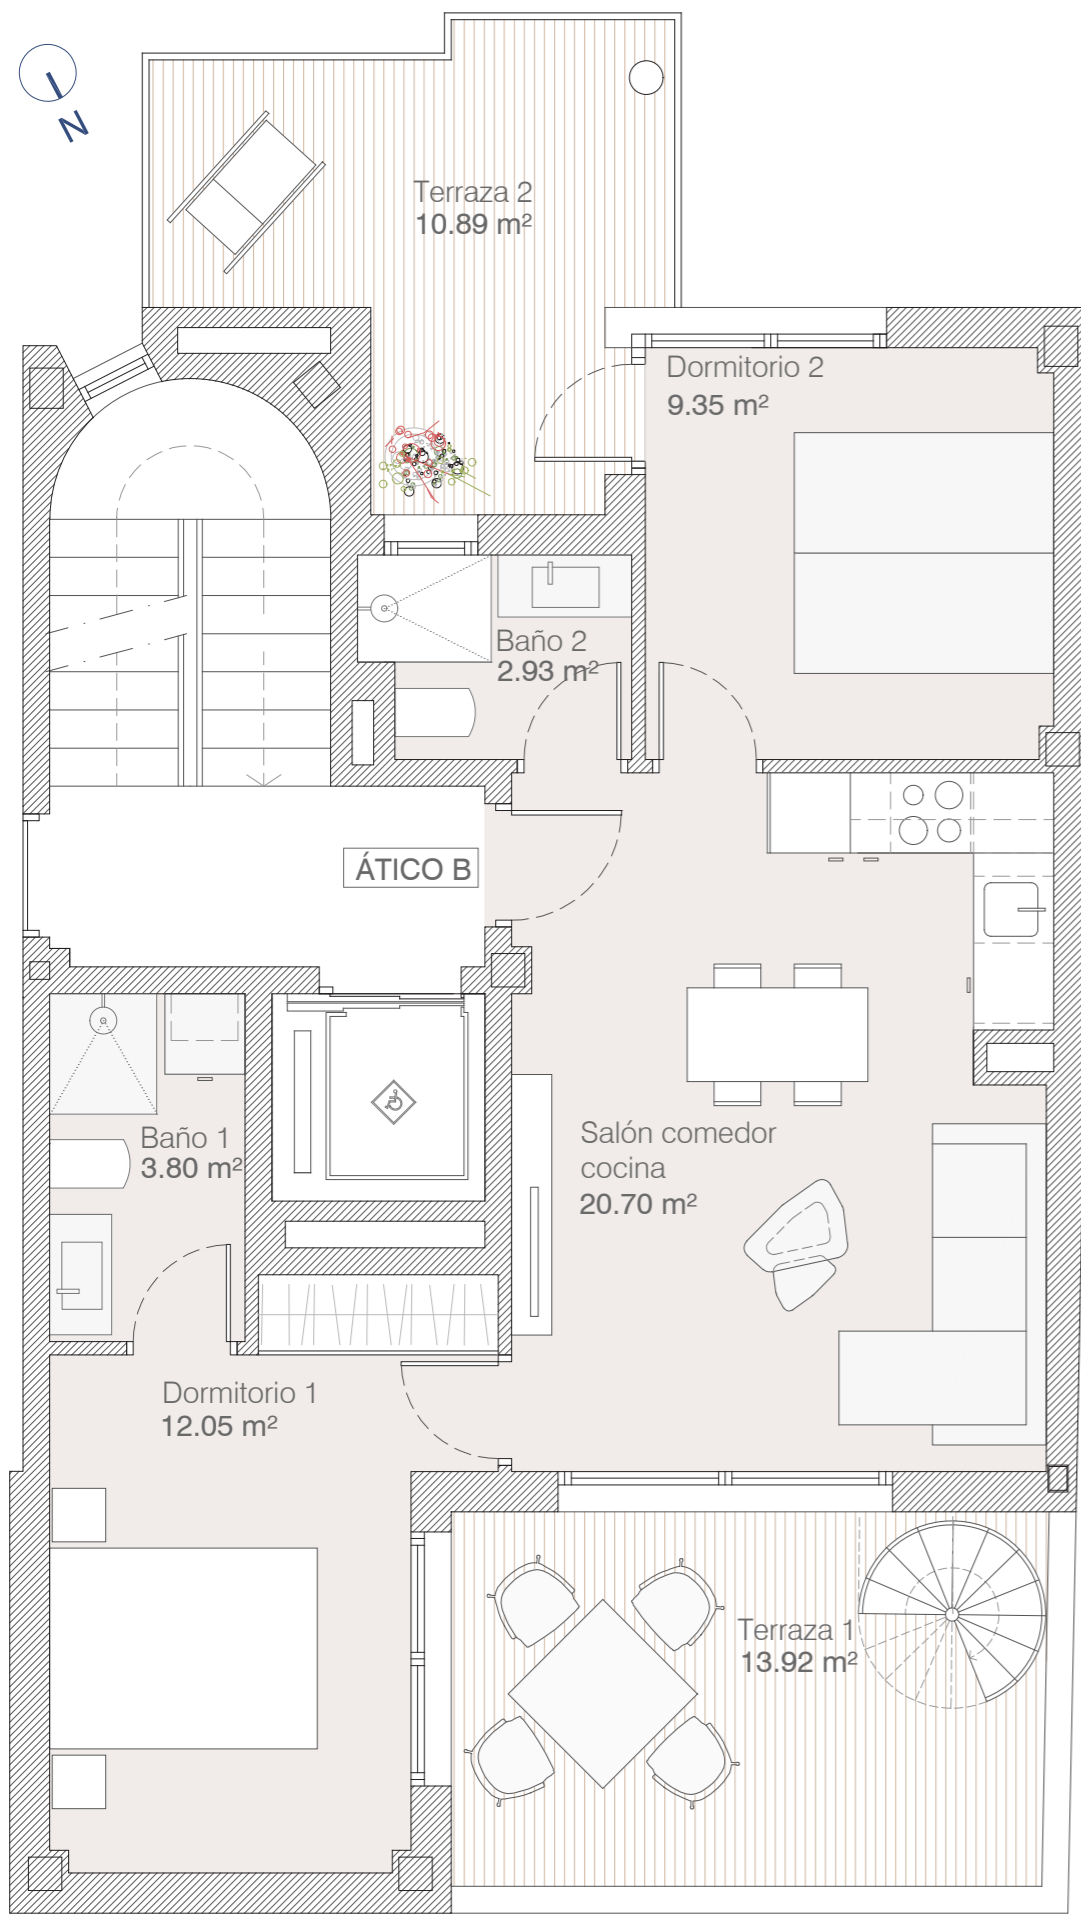 N
Terraza 2
10.89 m²
Dormitorio 2
9.35 m²
Baño 2
2.93 m²
ÁTICO B
Baño 1
3.80 m²
Salón comedor
cocina
20.70 m²
Dormitorio 1
12.05 m²
Terraza 1
13.92 m²